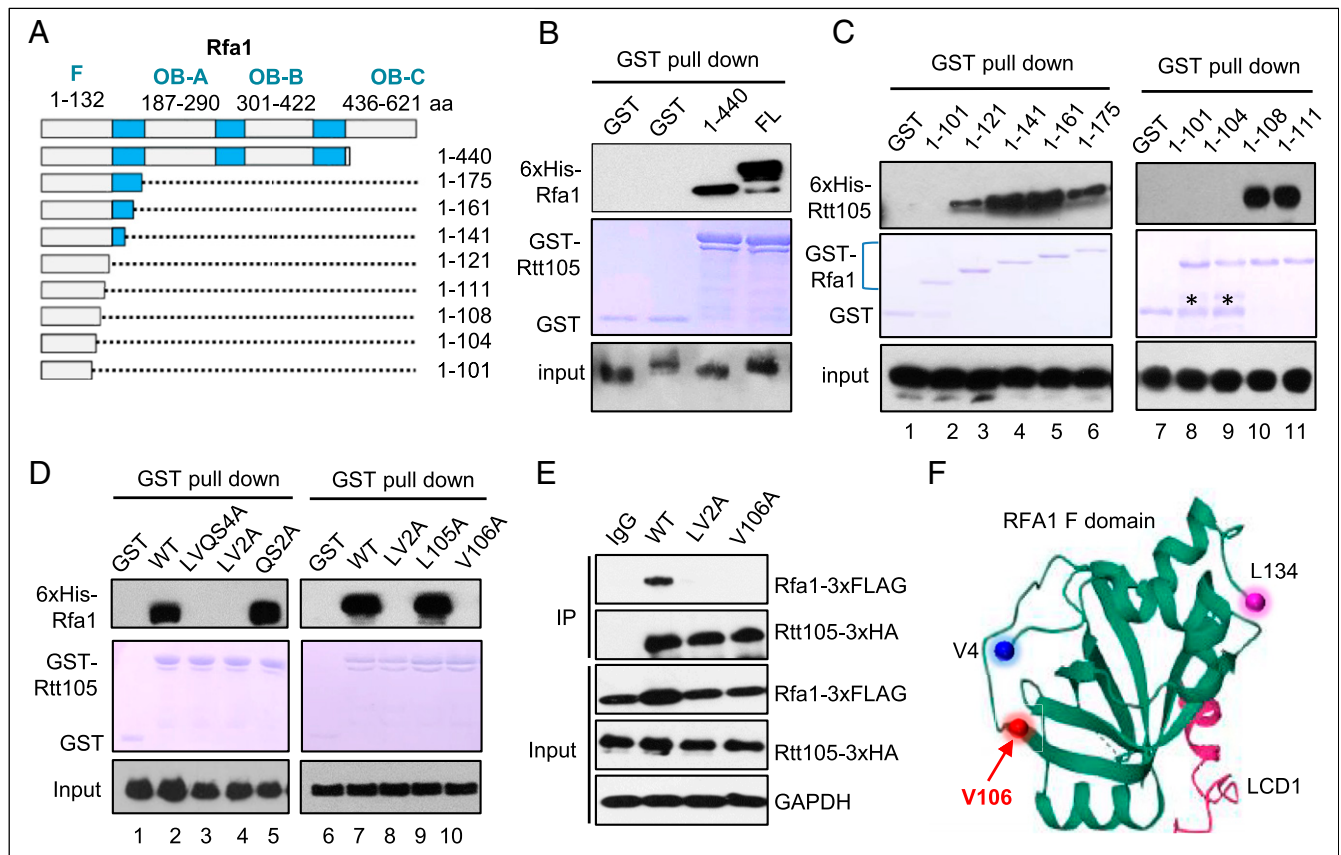 A
Rfa1
F OB-A OB-B OB-C
1-132 187-290 301-422 436-621 aa
1-440
1-175
1-161
1-141
1-121
1-111
1-108
1-104
1-101
B
GST pull down
GST GST 1-440 FL
6xHis-
Rfa1
GST-
Rtt105
GST
input
C
GST pull down
GST 1-101 1-121 1-141 1-161 1-175
6xHis-
Rtt105
GST-
Rfa1
GST
input
1 2 3 4 5 6
GST pull down
GST 1-101 1-104 1-108 1-111
* *
7 8 9 10 11
D
GST pull down
GST WT LVQS4A LV2A QS2A
6xHis-
Rfa1
GST-
Rtt105
GST
Input
1 2 3 4 5
GST pull down
GST WT LV2A L105A V106A
6 7 8 9 10
E
IgG WT LV2A V106A
IP
Rfa1-3xFLAG
Rtt105-3xHA
Input
Rfa1-3xFLAG
Rtt105-3xHA
GAPDH
F
RFA1 F domain
L134
V4
V106
LCD1